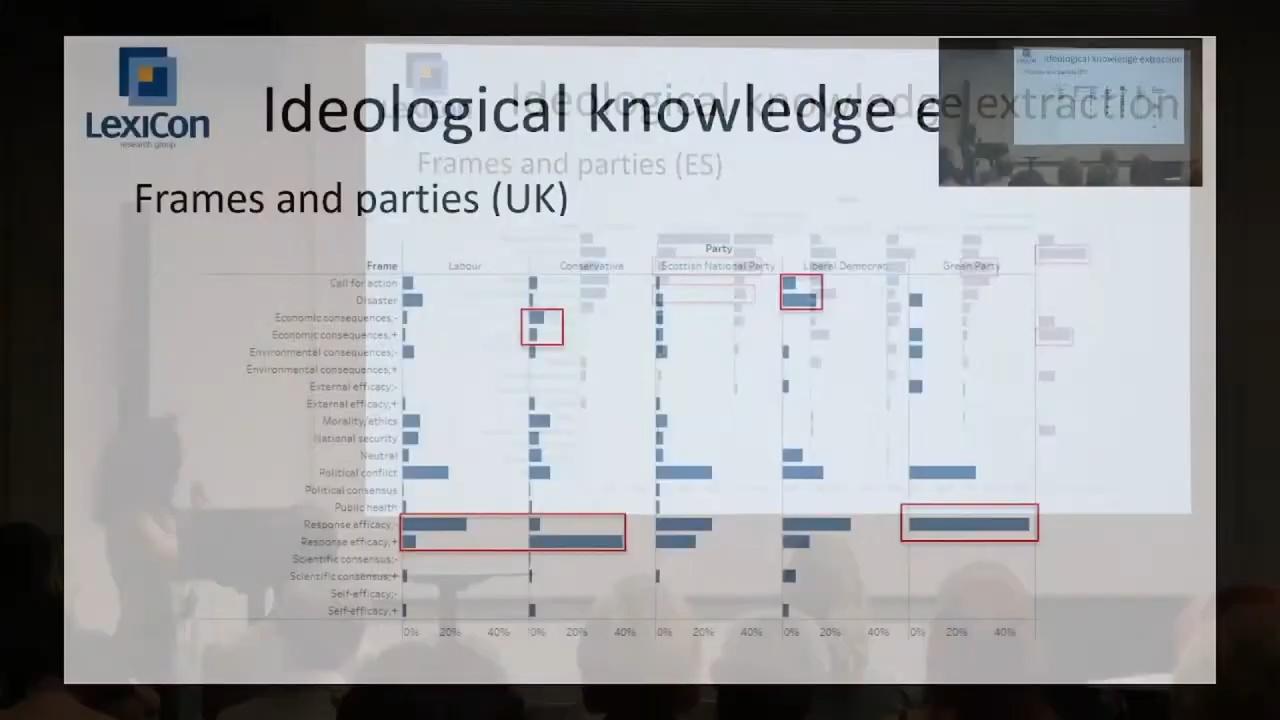 LexiCon
research group
Ideological knowledge e
extraction
Ideological knowledge extraction
Frames and parties (ES)
Frames and parties (UK)
Party
Frame Labour Conservative Scottish National Party Liberal Democrat Green Party
Call for action
Disaster
Economic consequences;-
Economic consequences;+
Environmental consequences;-
Environmental consequences;+
External efficacy;-
External efficacy;+
Morality/ethics
National security
Neutral
Political conflict
Political consensus
Public health
Response efficacy;-
Response efficacy;+
Scientific consensus;-
Scientific consensus;+
Self-efficacy;-
Self-efficacy;+
0% 20% 40% 0% 20% 40% 0% 20% 40% 0% 20% 40% 0% 20% 40%